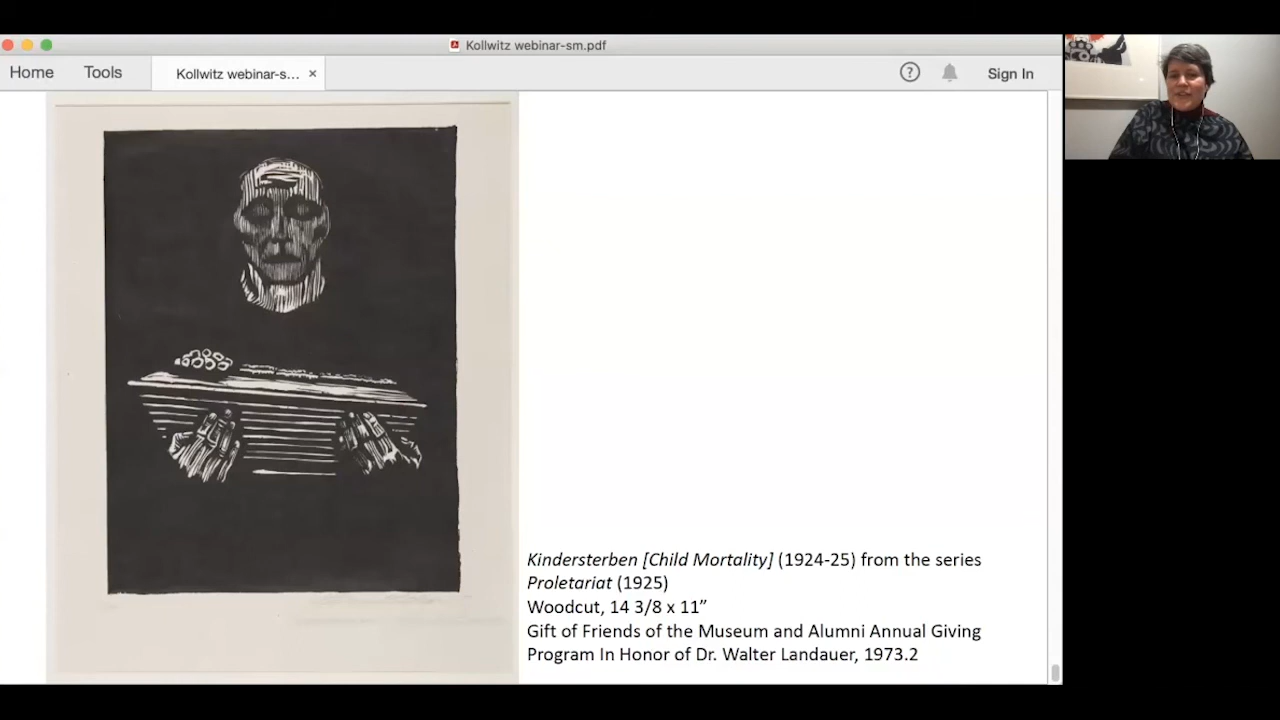 Kollwitz webinar-sm.pdf
Home Tools Kollwitz webinar-s... × ? Sign In
Kindersterben [Child Mortality] (1924-25) from the series
Proletariat (1925)
Woodcut, 14 3/8 x 11”
Gift of Friends of the Museum and Alumni Annual Giving
Program In Honor of Dr. Walter Landauer, 1973.2